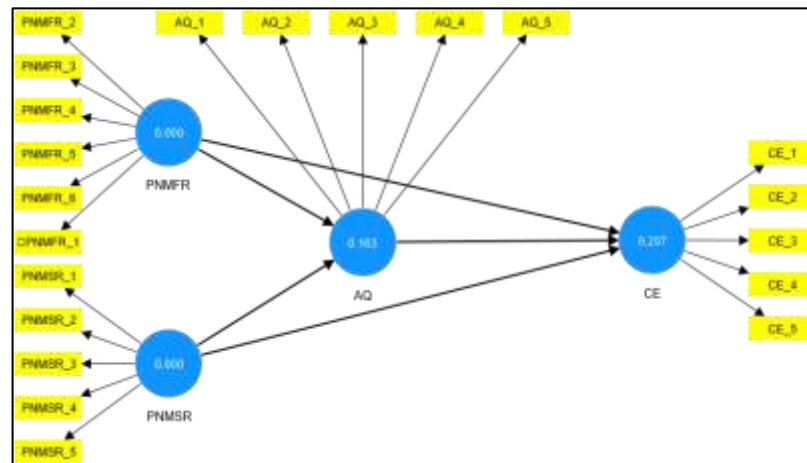 PNMFR_2
AQ_1
AQ_2
AQ_3
AQ_4
AQ_5
PNMFR_3
PNMFR_4
PNMFR_5
PNMFR_6
OPNMFR_1
0.000
PNMFR
PNMSR_1
PNMSR_2
PNMSR_3
PNMSR_4
PNMSR_5
0.000
PNMSR
0.163
AQ
0.207
CE
CE_1
CE_2
CE_3
CE_4
CE_5